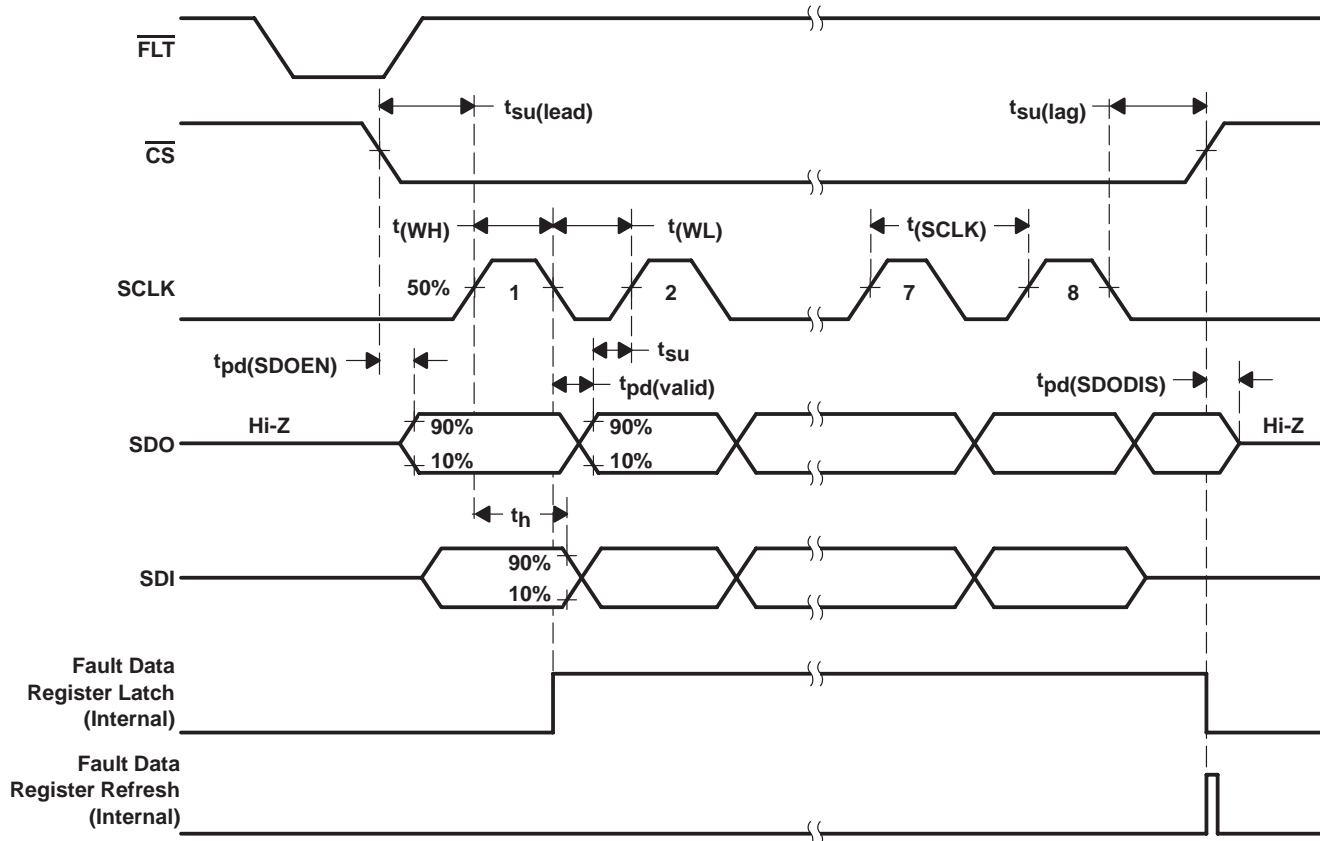 FLT
tsu(lead)
tsu(lag)
CS
t(WH)
t(WL)
t(SCLK)
SCLK
50%
1
2
7
8
tpd(SDOEN)
tsu
tpd(valid)
tpd(SDODIS)
SDO
Hi-Z
90%
10%
90%
10%
Hi-Z
th
SDI
90%
10%
Fault Data
Register Latch
(Internal)
Fault Data
Register Refresh
(Internal)